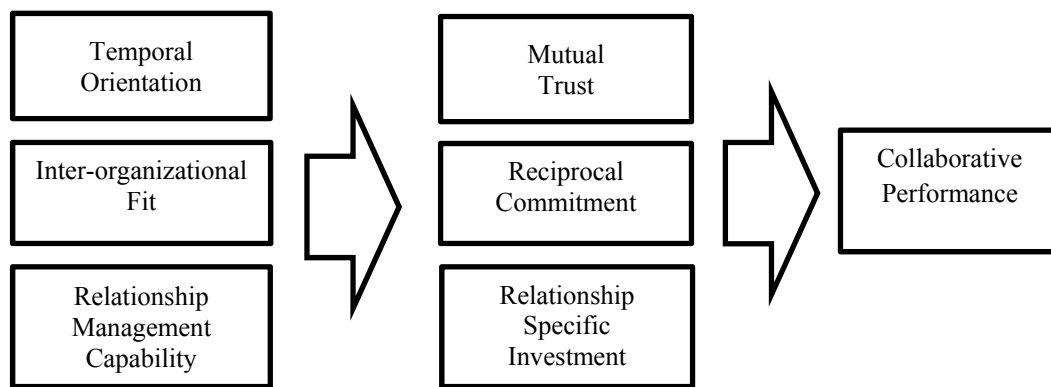 Temporal
Orientation
Inter-organizational
Fit
Relationship
Management
Capability
Mutual
Trust
Reciprocal
Commitment
Relationship
Specific
Investment
Collaborative
Performance